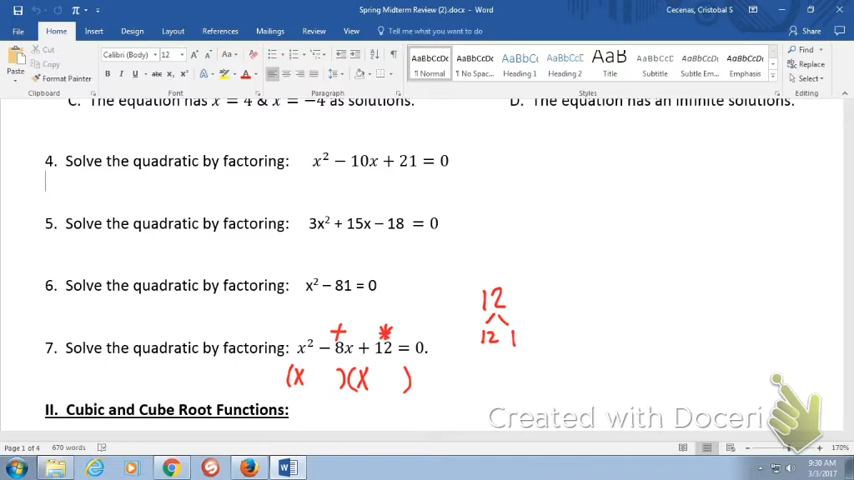 Spring Midterm Review (2).docx - Word
Cecenas, Cristobal S
File Home Insert Draw Design Layout References Mailings Review View Tell me what you want to do... Share
Cut
Copy
Format Painter
Paste
Clipboard
Calibri (Body) 12
Font
Paragraph
AaBbCcDc AaBbCcDc AaBbCc AaBbCcC AaB AaBbCcD AaBbCcDc AaBbCcDc
¶ Normal ¶ No Spac... Heading 1 Heading 2 Title Subtitle Subtle Em... Emphasis
Styles
Find
Replace
Select
Editing
C. The equation has x = 4 & x = −4 as solutions. D. The equation has an infinite solutions.
4. Solve the quadratic by factoring: x² − 10x + 21 = 0
5. Solve the quadratic by factoring: 3x² + 15x – 18 = 0
6. Solve the quadratic by factoring: x² – 81 = 0
12
12 1
+ *
7. Solve the quadratic by factoring: x² − 8x + 12 = 0.
(x )(x )
II. Cubic and Cube Root Functions:
Created with Doceri
Page 1 of 4 670 words
170%
9:30 AM
3/3/2017